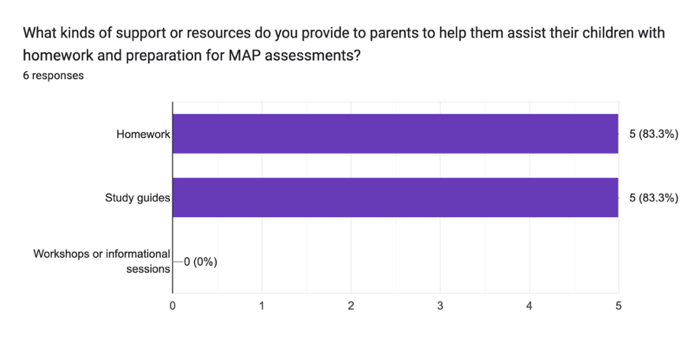 What kinds of support or resources do you provide to parents to help them assist their children with
homework and preparation for MAP assessments?
6 responses
Homework
5 (83.3%)
Study guides
5 (83.3%)
Workshops or informational
sessions
0 (0%)
0 1 2 3 4 5